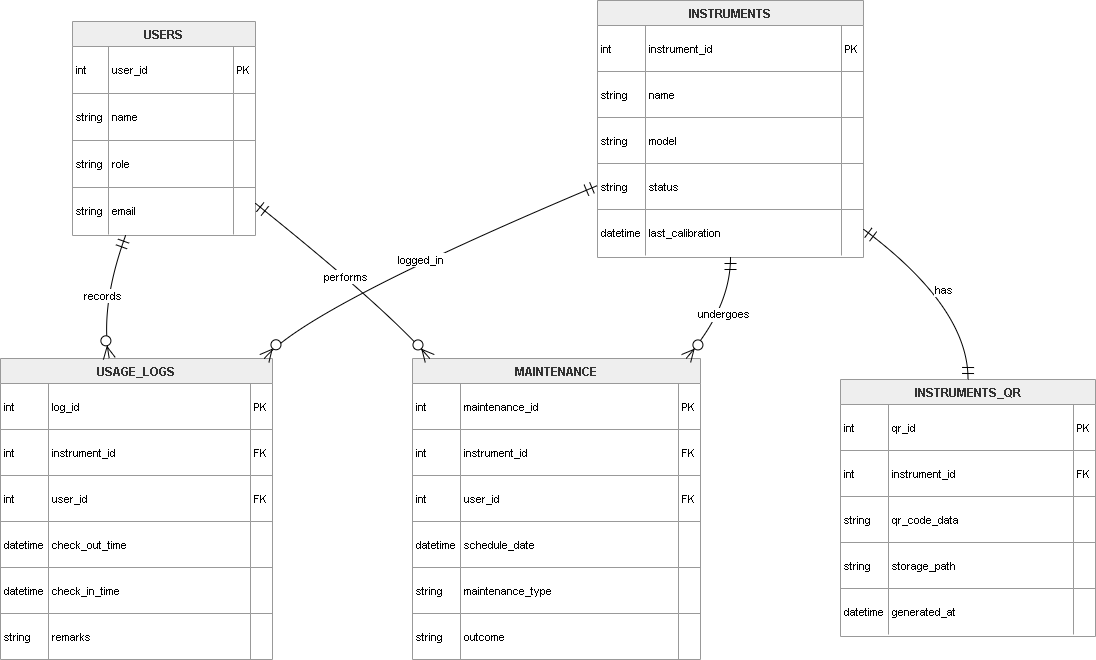 USERS
int user_id PK
string name
string role
string email
INSTRUMENTS
int instrument_id PK
string name
string model
string status
datetime last_calibration
logged_in
performs
records
undergoes
has
USAGE_LOGS
int log_id PK
int instrument_id FK
int user_id FK
datetime check_out_time
datetime check_in_time
string remarks
MAINTENANCE
int maintenance_id PK
int instrument_id FK
int user_id FK
datetime schedule_date
string maintenance_type
string outcome
INSTRUMENTS_QR
int qr_id PK
int instrument_id FK
string qr_code_data
string storage_path
datetime generated_at